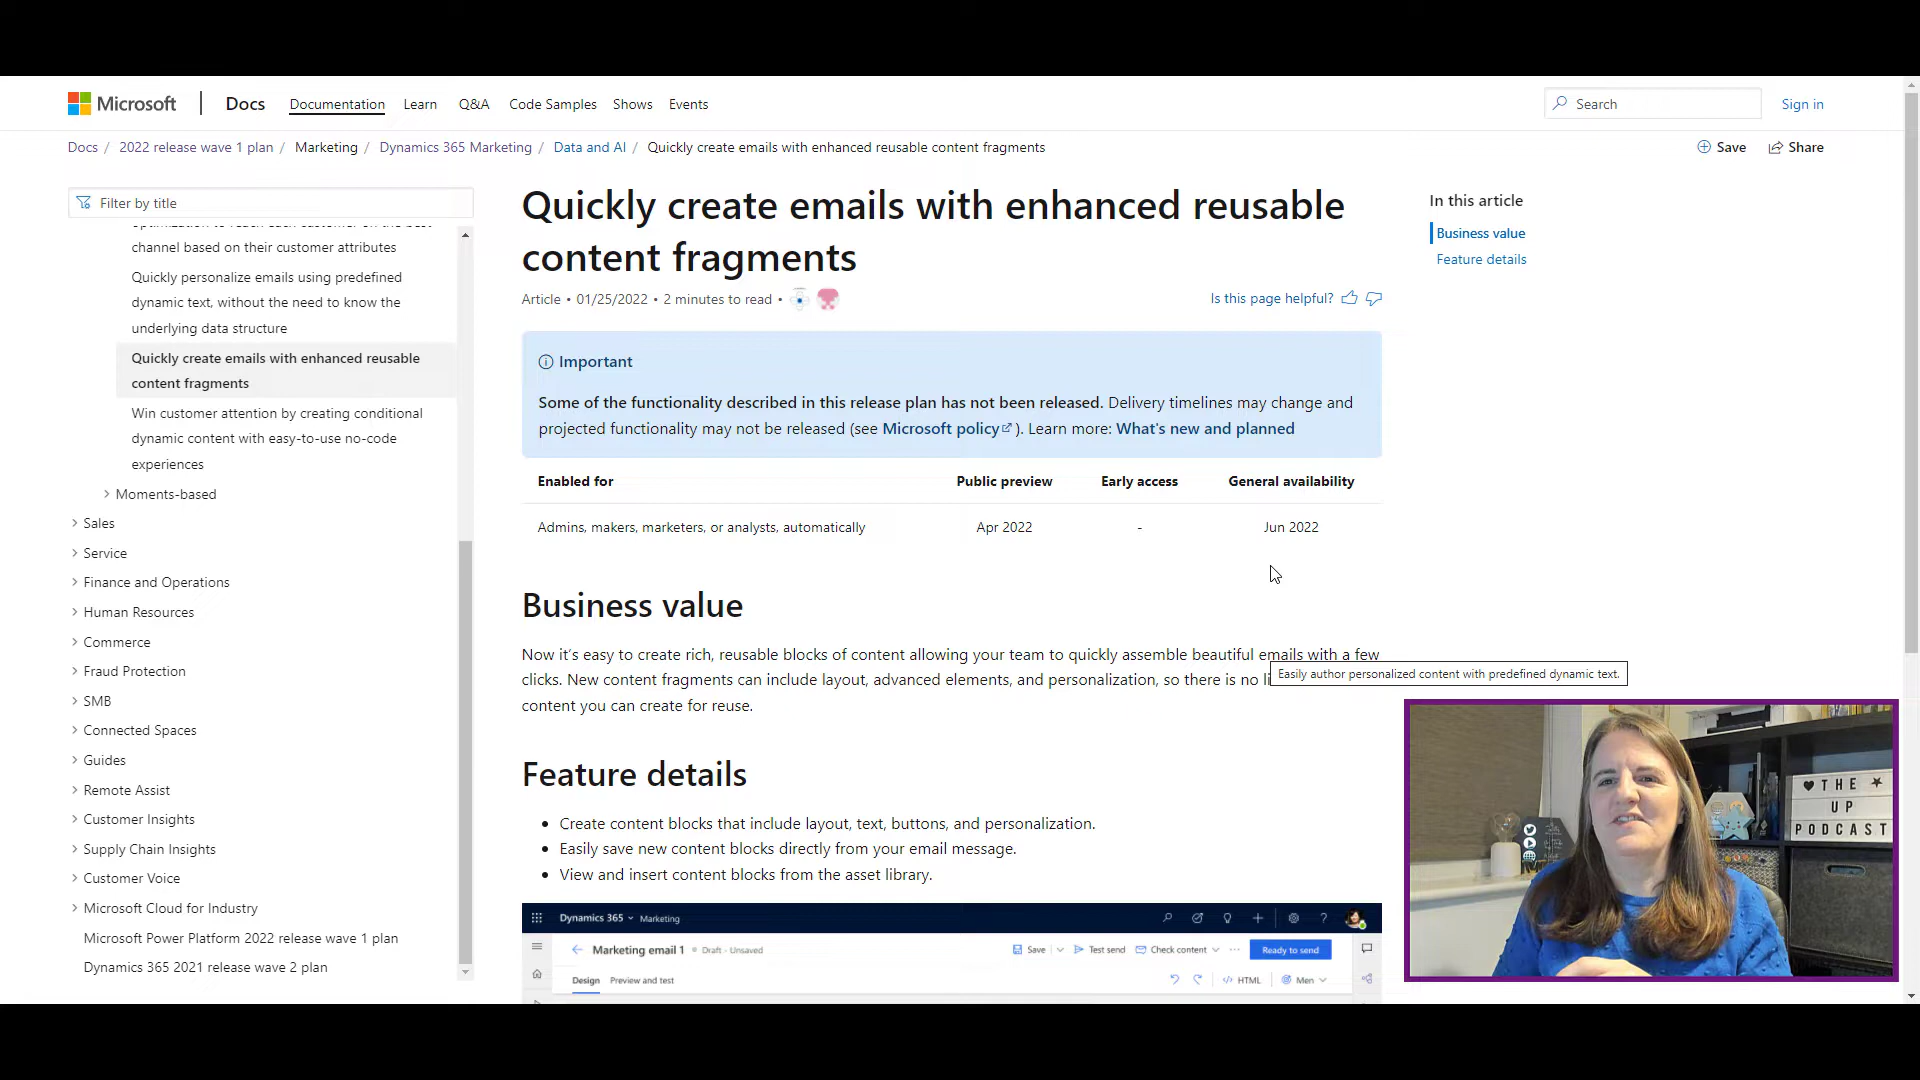 Microsoft
Docs
Documentation
Learn
Q&A
Code Samples
Shows
Events
Search
Sign in
Docs / 2022 release wave 1 plan / Marketing / Dynamics 365 Marketing / Data and AI / Quickly create emails with enhanced reusable content fragments
Save
Share
Filter by title
channel based on their customer attributes
Quickly personalize emails using predefined
dynamic text, without the need to know the
underlying data structure
Quickly create emails with enhanced reusable
content fragments
Win customer attention by creating conditional
dynamic content with easy-to-use no-code
experiences
Moments-based
Sales
Service
Finance and Operations
Human Resources
Commerce
Fraud Protection
SMB
Connected Spaces
Guides
Remote Assist
Customer Insights
Supply Chain Insights
Customer Voice
Microsoft Cloud for Industry
Microsoft Power Platform 2022 release wave 1 plan
Dynamics 365 2021 release wave 2 plan
Quickly create emails with enhanced reusable
content fragments
Article • 01/25/2022 • 2 minutes to read •
Is this page helpful?
Important
Some of the functionality described in this release plan has not been released. Delivery timelines may change and
projected functionality may not be released (see Microsoft policy ). Learn more: What's new and planned
Enabled for Public preview Early access General availability
Admins, makers, marketers, or analysts, automatically Apr 2022 - Jun 2022
Business value
Now it's easy to create rich, reusable blocks of content allowing your team to quickly assemble beautiful emails with a few
clicks. New content fragments can include layout, advanced elements, and personalization, so there is no
content you can create for reuse.
Easily author personalized content with predefined dynamic text.
Feature details
• Create content blocks that include layout, text, buttons, and personalization.
• Easily save new content blocks directly from your email message.
• View and insert content blocks from the asset library.
Dynamics 365 Marketing
Marketing email 1 Draft - Unsaved
Save
Test send
Check content
Ready to send
Design
Preview and test
HTML
Men
In this article
Business value
Feature details
THE
UP
PODCAST